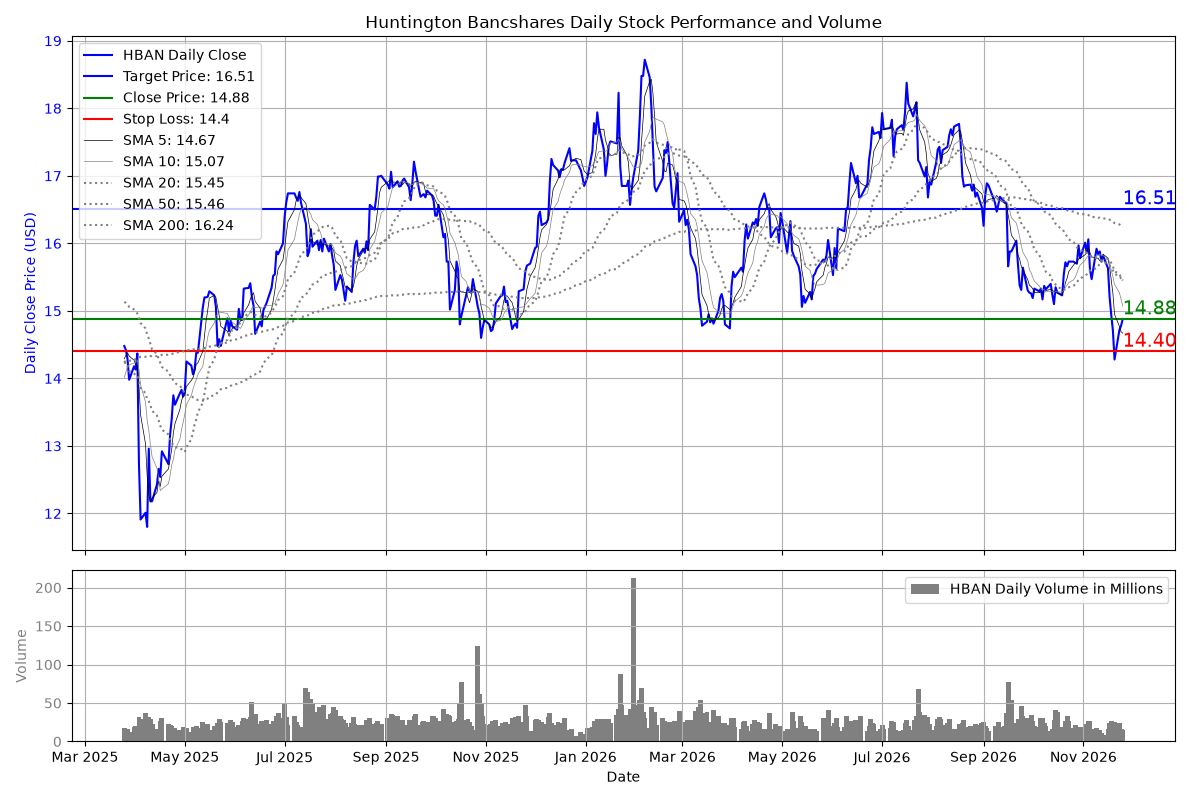 Huntington Bancshares Daily Stock Performance and Volume
Daily Close Price (USD)
19
18
17
16
15
14
13
12
HBAN Daily Close
Target Price: 16.51
Close Price: 14.88
Stop Loss: 14.4
SMA 5: 14.67
SMA 10: 15.07
SMA 20: 15.45
SMA 50: 15.46
SMA 200: 16.24
16.51
14.88
14.40
Volume
200
150
100
50
0
HBAN Daily Volume in Millions
Mar 2025 May 2025 Jul 2025 Sep 2025 Nov 2025 Jan 2026 Mar 2026 May 2026 Jul 2026 Sep 2026 Nov 2026
Date